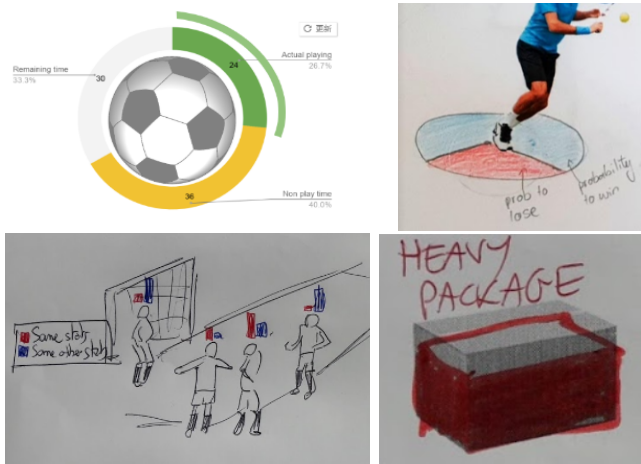 更新
Actual playing
26.7%
24
Remaining time
33.3%
30
36
Non play time
40.0%
prob to
lose
probability
to win
Some stats
Some other stats
HEAVY
PACKAGE